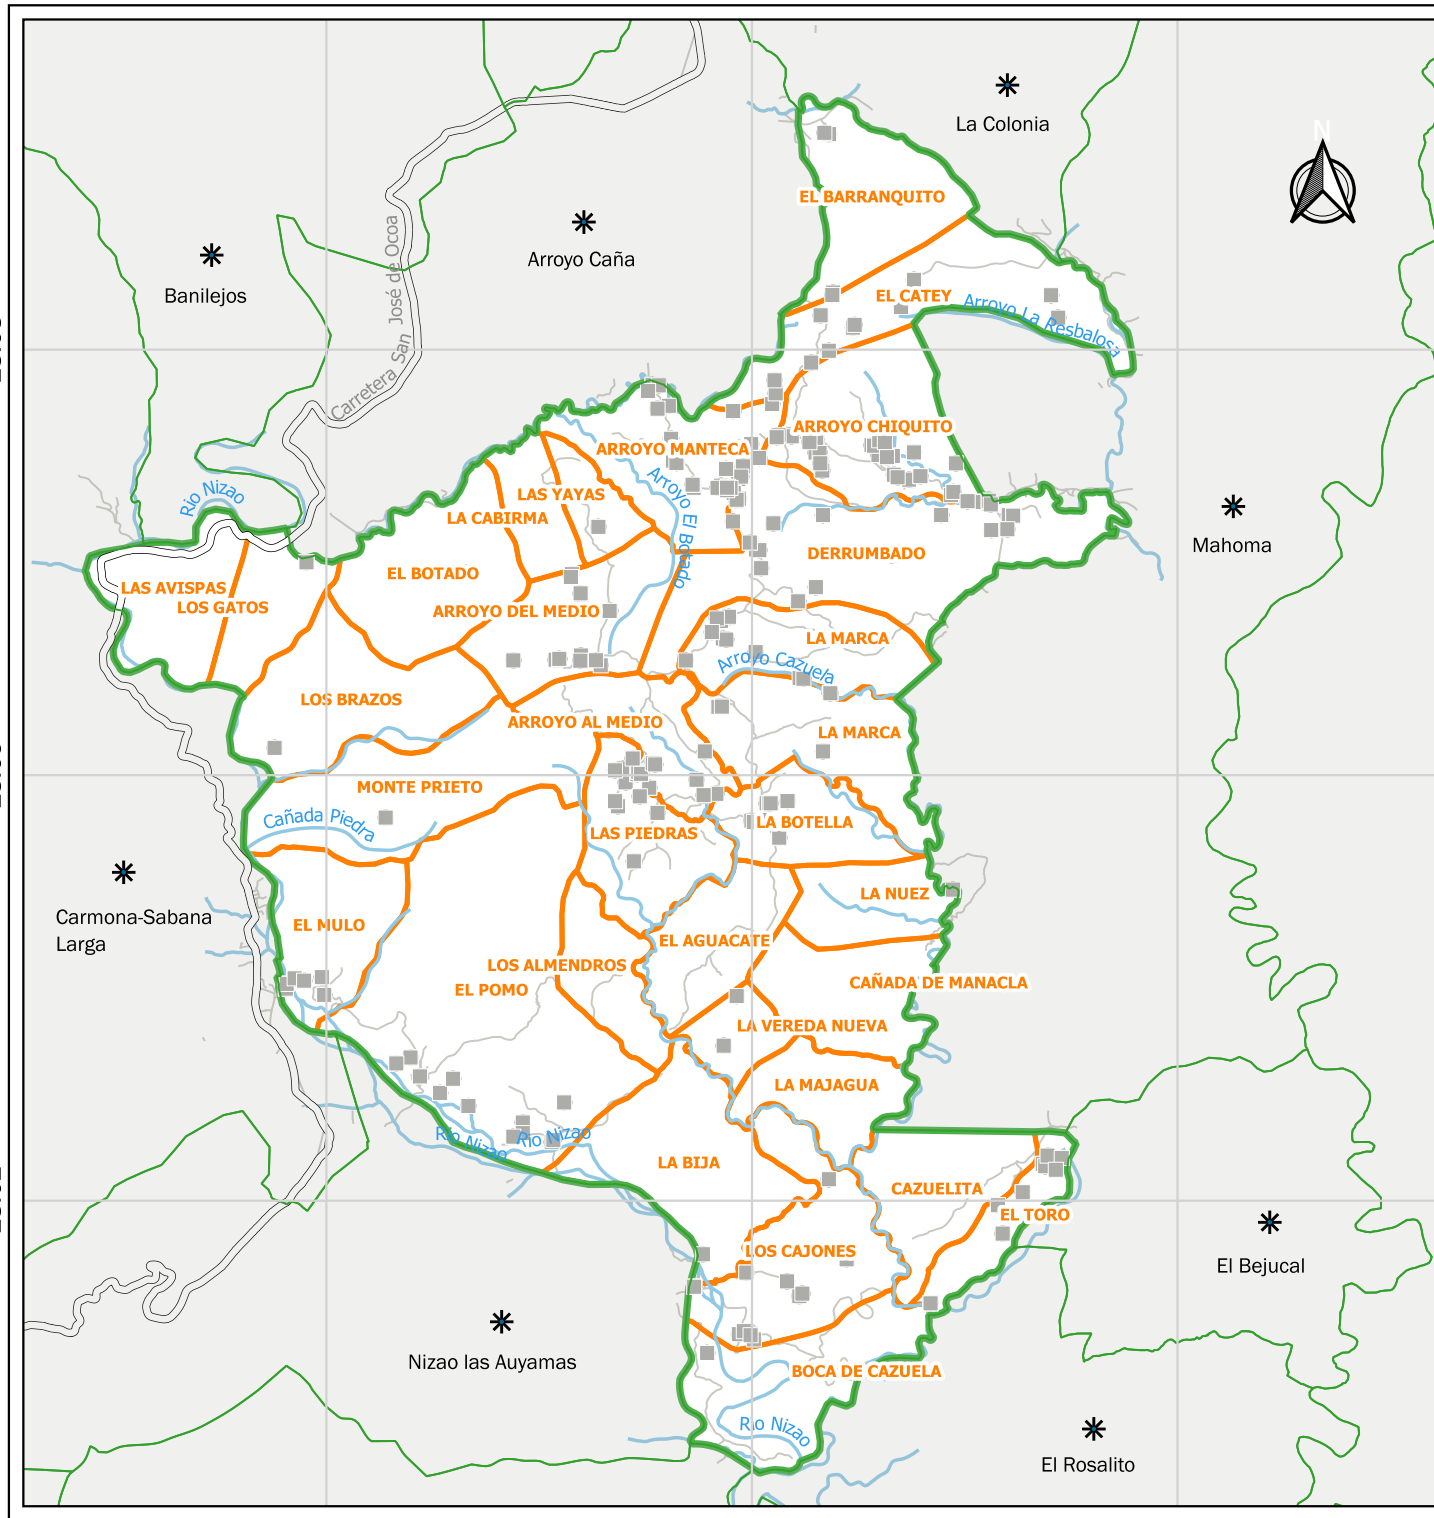 N
La Colonia
EL BARRANQUITO
Arroyo Caña
Banilejos
Carretera San José de Ocoa
EL CATEY
Arroyo La Resbalosa
ARROYO CHIQUITO
ARROYO MANTECA
Rio Nizao
LAS YAYAS
LA CABIRMA
Arroyo El Botado
Mahoma
DERRUMBADO
EL BOTADO
LAS AVISPAS
LOS GATOS
ARROYO DEL MEDIO
LA MARCA
Arroyo Cazuela
LOS BRAZOS
ARROYO AL MEDIO
LA MARCA
MONTE PRIETO
Cañada Piedra
LAS PIEDRAS
LA BOTELLA
LA NUEZ
Carmona-Sabana
Larga
EL MULO
EL AGUACATE
LOS ALMENDROS
EL POMO
CAÑADA DE MANACLA
LA VEREDA NUEVA
LA MAJAGUA
Rio Nizao
Rio Nizao
LA BIJA
CAZUELITA
EL TORO
LOS CAJONES
El Bejucal
Nizao las Auyamas
BOCA DE CAZUELA
Rio Nizao
El Rosalito